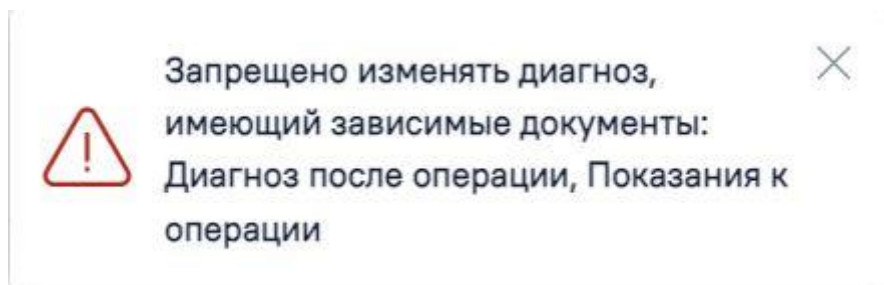 Запрещено изменять диагноз,
имеющий зависимые документы:
Диагноз после операции, Показания к
операции